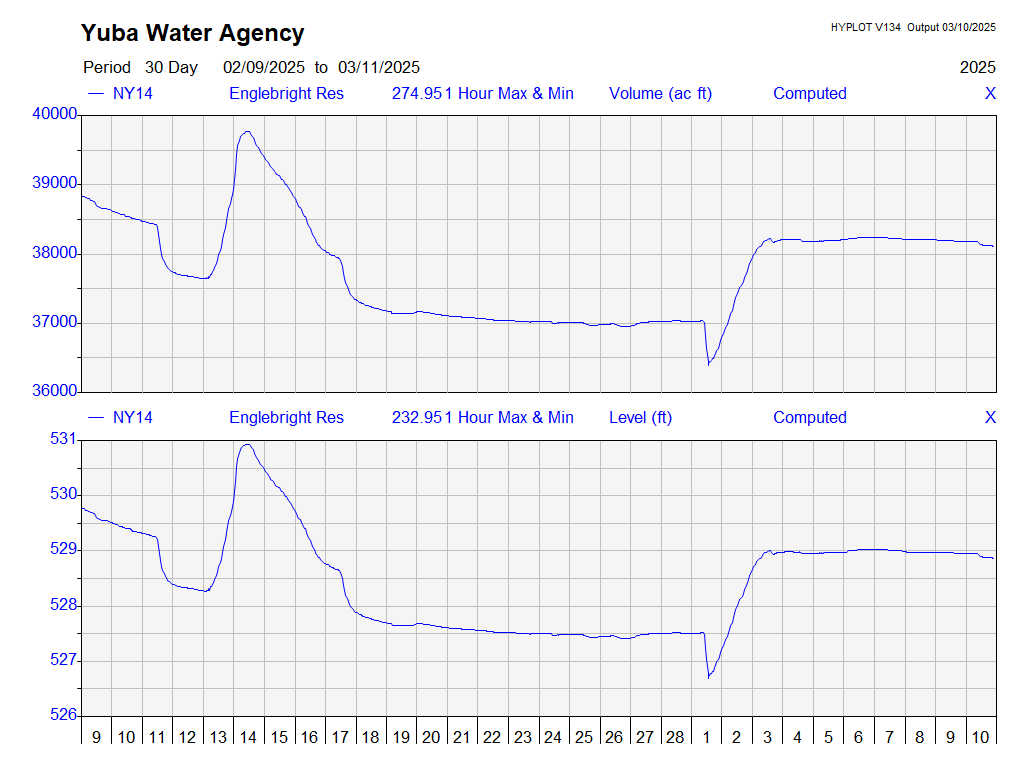 Yuba Water Agency
HYPLOT V134 Output 03/10/2025
Period 30 Day 02/09/2025 to 03/11/2025 2025
NY14 Englebright Res 274.951 Hour Max & Min Volume (ac ft) Computed X
40000
39000
38000
37000
36000
NY14 Englebright Res 232.951 Hour Max & Min Level (ft) Computed X
531
530
529
528
527
526
9 10 11 12 13 14 15 16 17 18 19 20 21 22 23 24 25 26 27 28 1 2 3 4 5 6 7 8 9 10